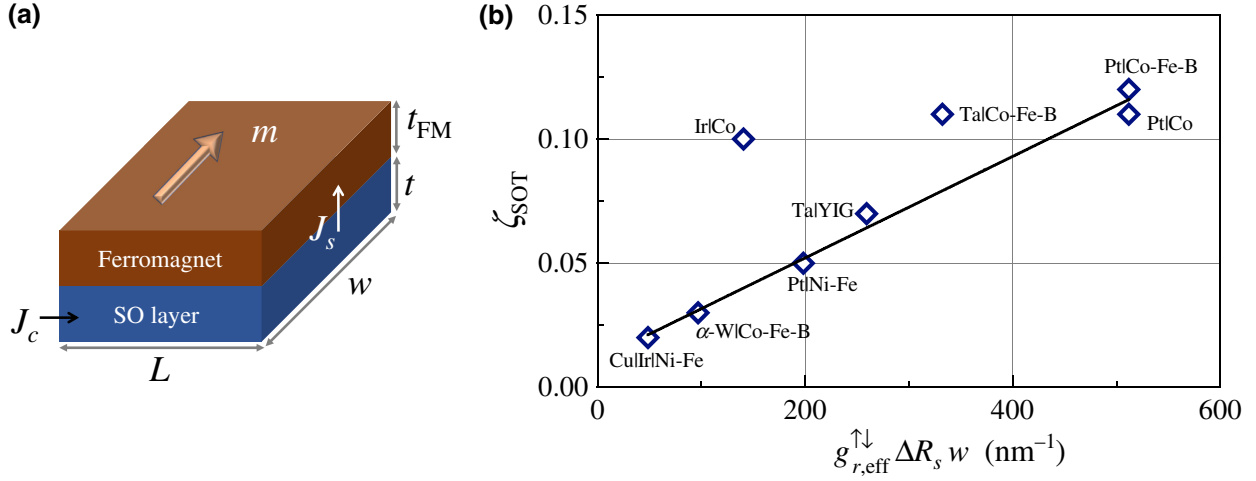 (a)
m
t_FM
t
J_s
Ferromagnet
w
J_c
SO layer
L
(b)
0.15
Pt|Co-Fe-B
Ta|Co-Fe-B
Ir|Co
Pt|Co
0.10
ζ_SOT
Ta|YIG
0.05
Pt|Ni-Fe
α-W|Co-Fe-B
Cu|Ir|Ni-Fe
0.00
0 200 400 600
g^↑↓_r,eff ΔR_s w (nm⁻¹)